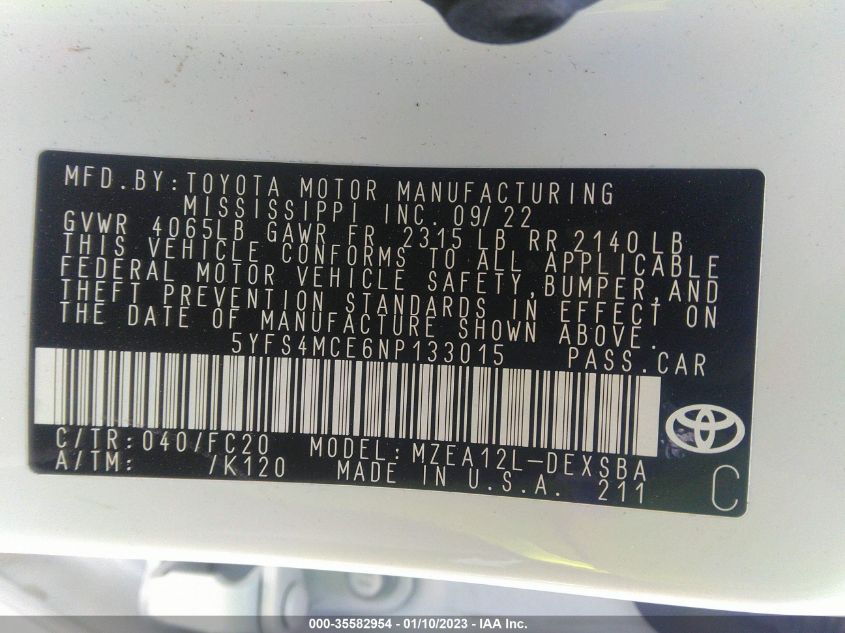 MFD.BY:TOYOTA MOTOR MANUFACTURING
MISSISSIPPI INC. 09/22
GVWR 4065LB GAWR FR 2315 LB RR 2140 LB
THIS VEHICLE CONFORMS TO ALL APPLICABLE
FEDERAL MOTOR VEHICLE SAFETY,BUMPER,AND
THEFT PREVENTION STANDARDS IN EFFECT ON
THE DATE OF MANUFACTURE SHOWN ABOVE.
5YFS4MCE6NP133015 PASS.CAR
C/TR:040/FC20 MODEL:MZEA12L-DEXSBA
A/TM: /K120 MADE IN U.S.A. 211
C
000-35582954 - 01/10/2023 - IAA Inc.